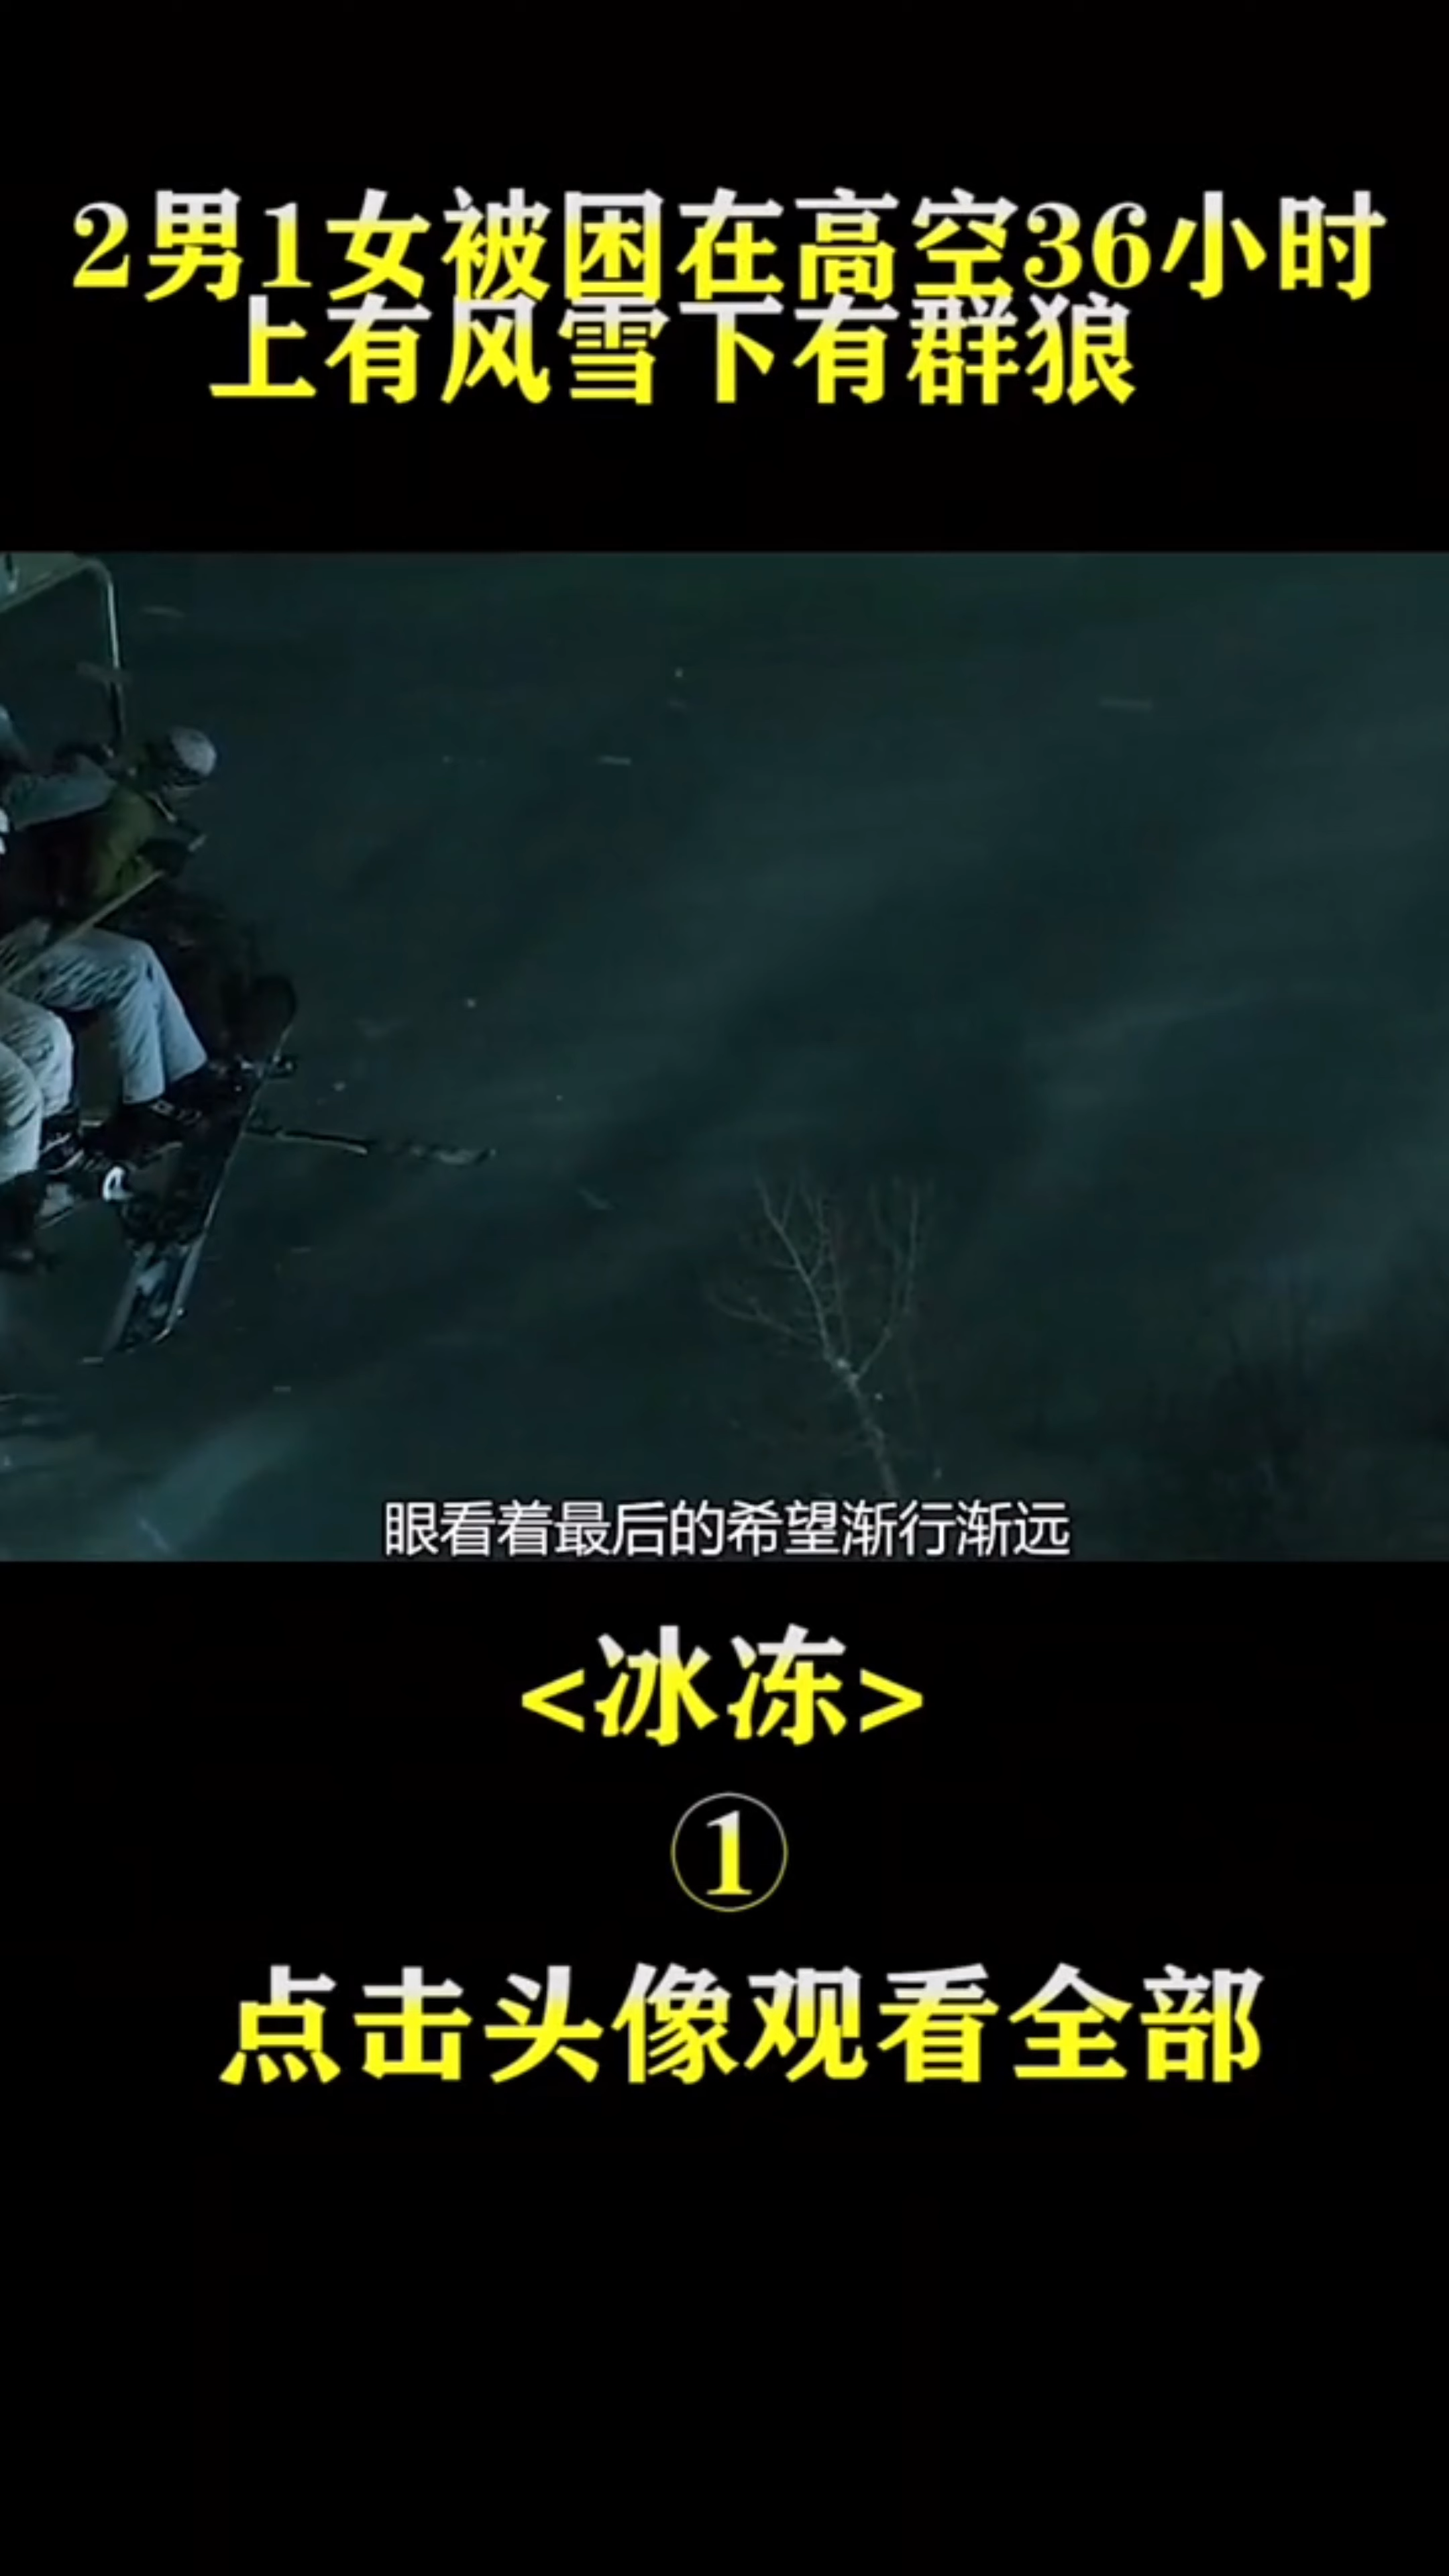 2男1女被困在高空36小时
上有风雪下有群狼
眼看着最后的希望渐行渐远
<冰冻>
①
点击头像观看全部